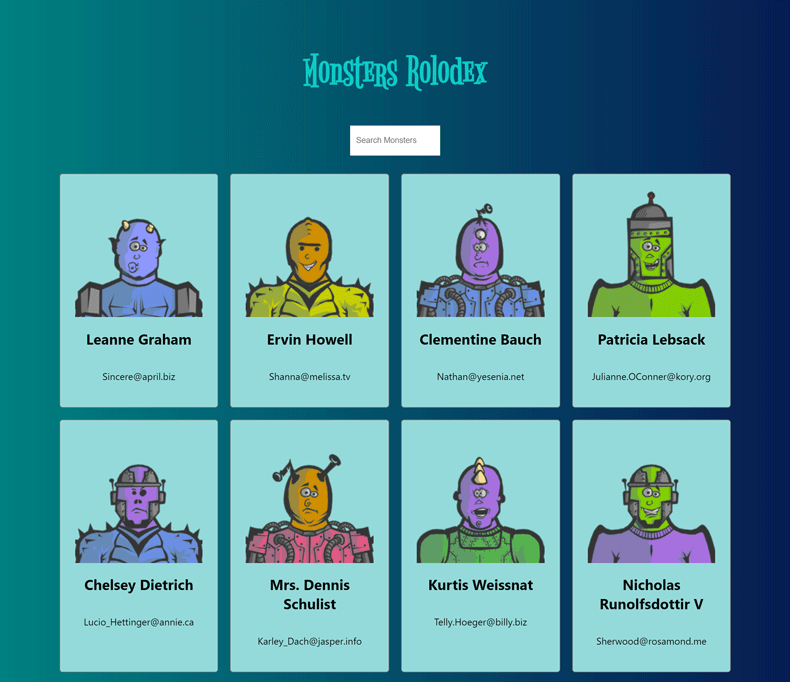 Monsters Rolodex
Search Monsters
Leanne Graham
Sincere@april.biz
Ervin Howell
Shanna@melissa.tv
Clementine Bauch
Nathan@yesenia.net
Patricia Lebsack
Julianne.OConner@kory.org
Chelsey Dietrich
Lucio_Hettinger@annie.ca
Mrs. Dennis
Schulist
Karley_Dach@jasper.info
Kurtis Weissnat
Telly.Hoeger@billy.biz
Nicholas
Runolfsdottir V
Sherwood@rosamond.me